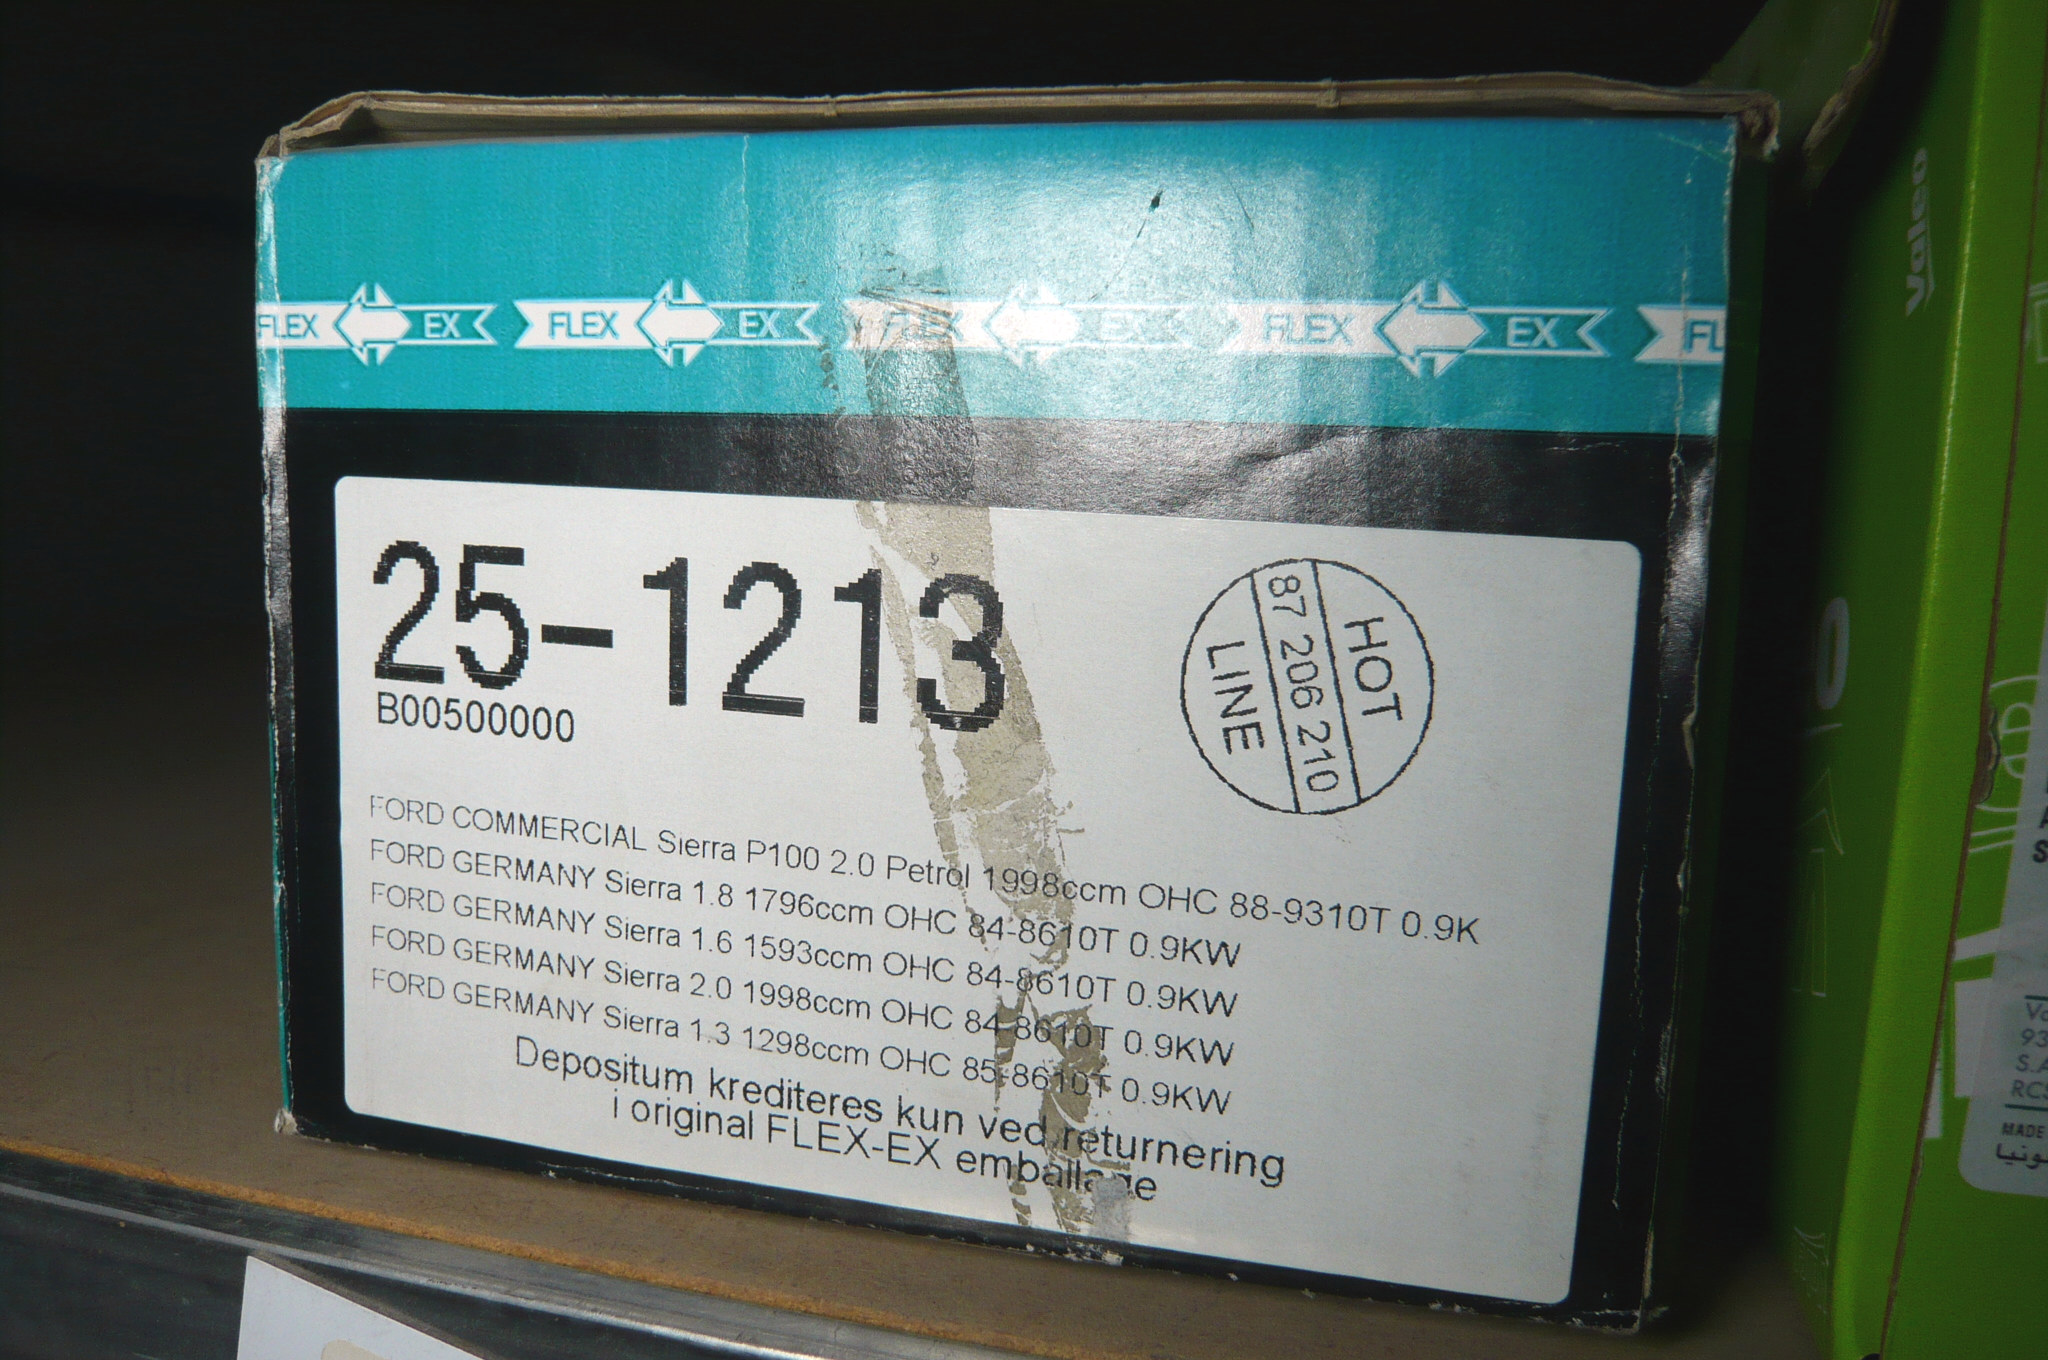 FLEX EX FLEX EX FLEX EX FLEX EX FL
25-1213
B00500000
HOT
87 206 210
LINE
FORD COMMERCIAL Sierra P100 2.0 Petrol 1998ccm OHC 88-9310T 0.9K
FORD GERMANY Sierra 1.8 1796ccm OHC 84-8610T 0.9KW
FORD GERMANY Sierra 1.6 1593ccm OHC 84-8610T 0.9KW
FORD GERMANY Sierra 2.0 1998ccm OHC 84-8610T 0.9KW
FORD GERMANY Sierra 1.3 1298ccm OHC 85-8610T 0.9KW
Depositum krediteres kun ved returnering
i original FLEX-EX emballage
Valeo
93
S.A
RCS
MADE